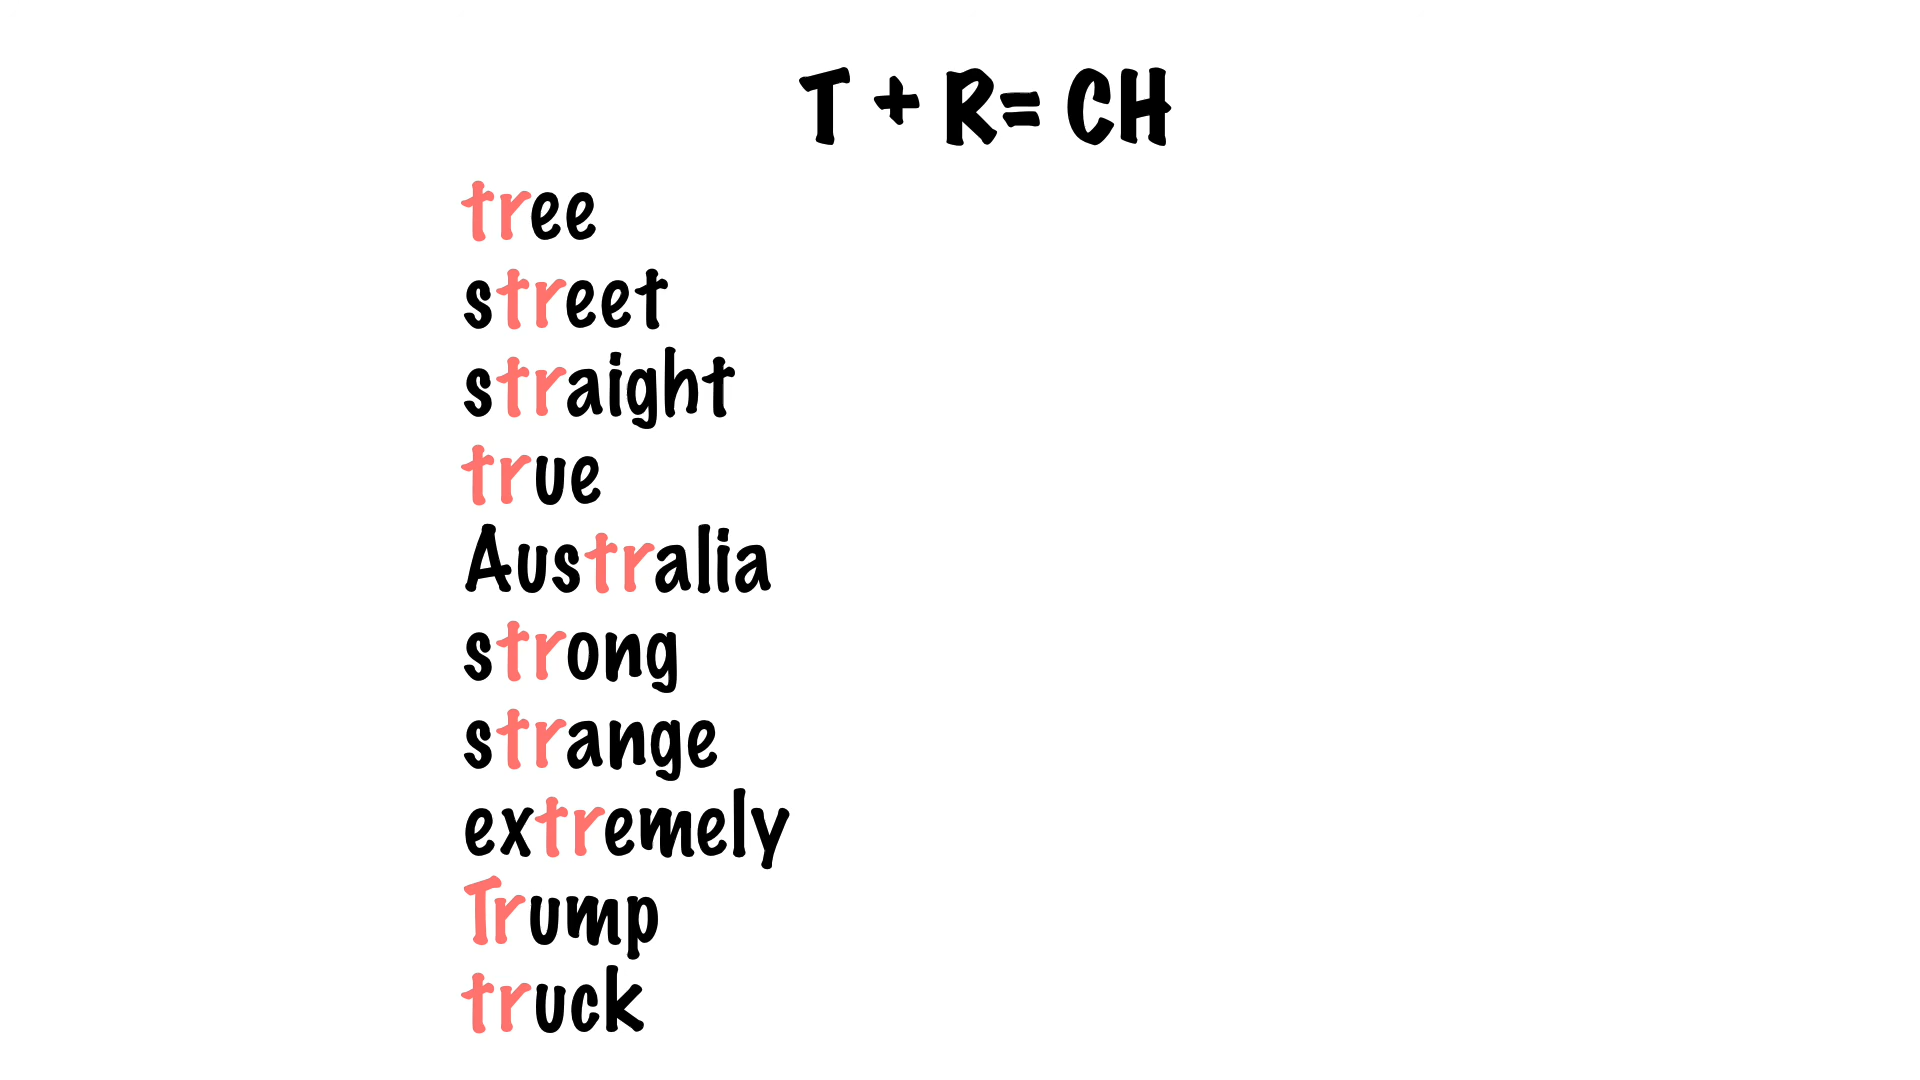 T + R= CH
tree
street
straight
true
Australia
strong
strange
extremely
Trump
truck